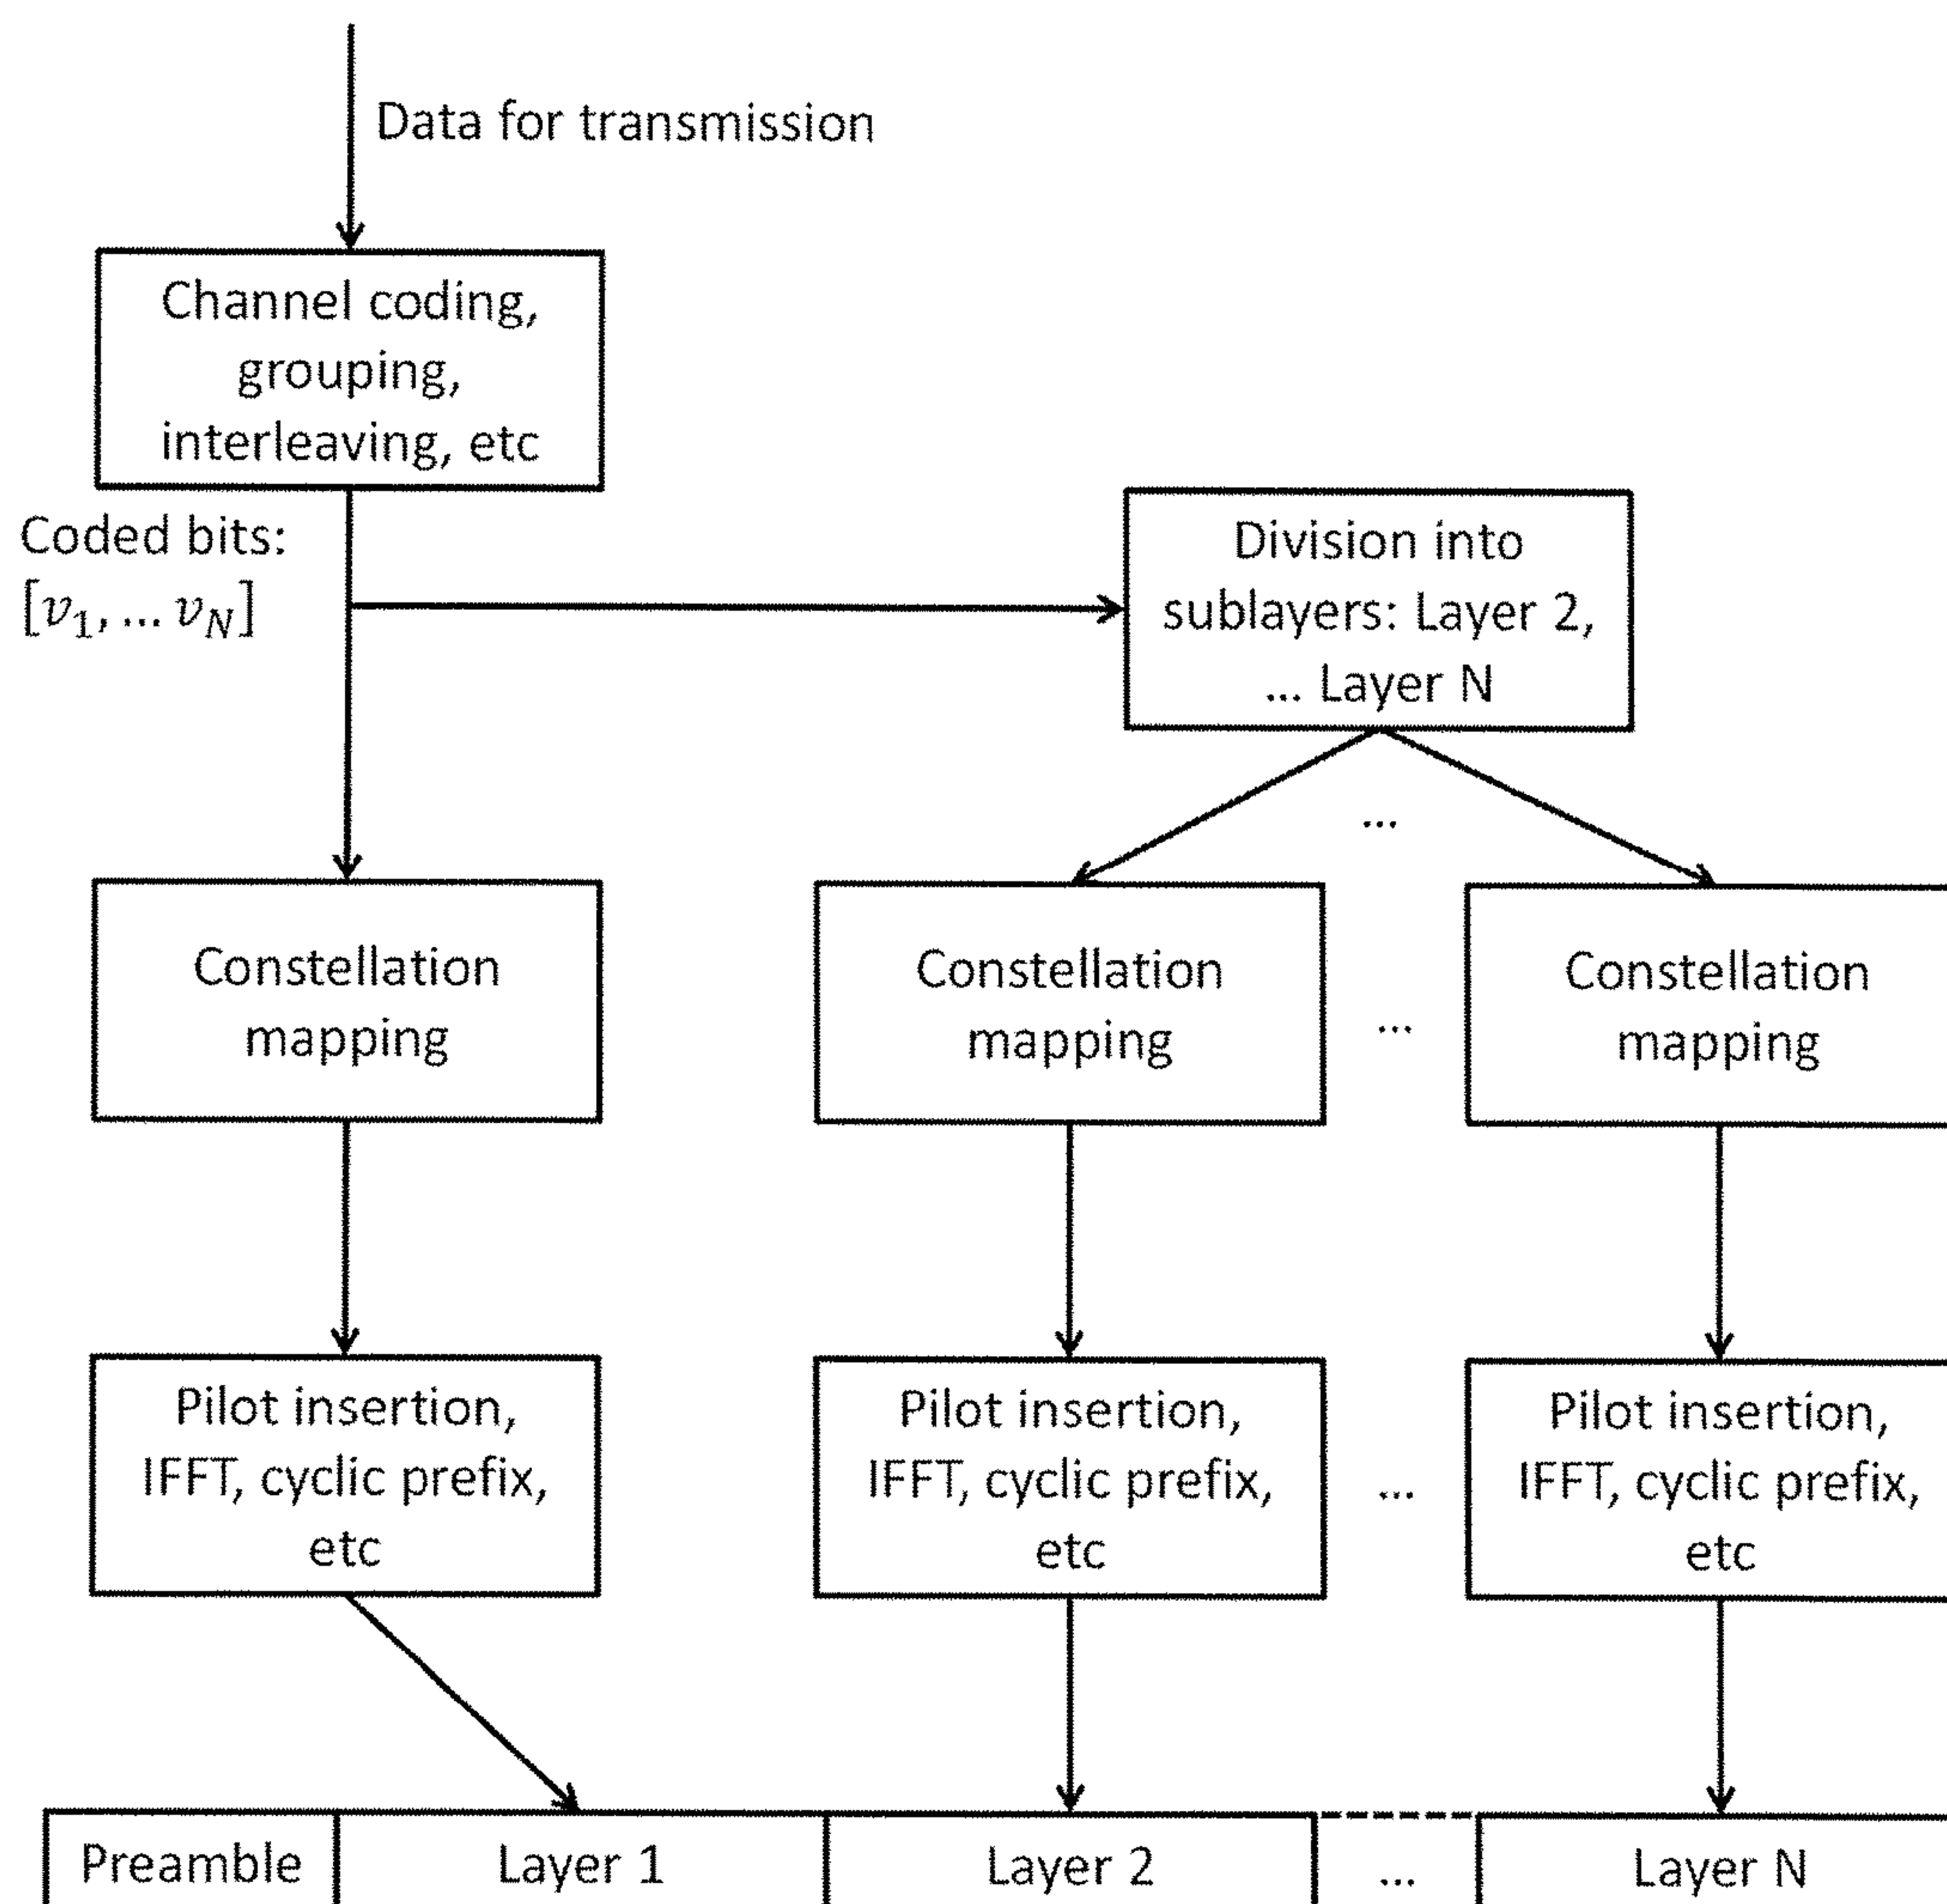 Data for transmission
Channel coding,
grouping,
interleaving, etc
Coded bits:
[v₁, ... v_N]
Division into
sublayers: Layer 2,
... Layer N
...
Constellation
mapping
Constellation
mapping
...
Constellation
mapping
Pilot insertion,
IFFT, cyclic prefix,
etc
Pilot insertion,
IFFT, cyclic prefix,
etc
...
Pilot insertion,
IFFT, cyclic prefix,
etc
Preamble
Layer 1
Layer 2
...
Layer N